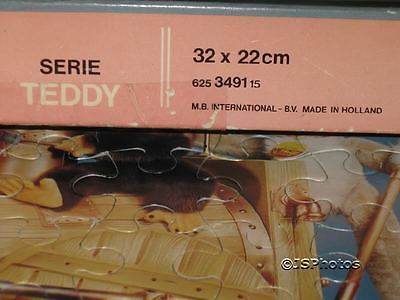 SERIE
TEDDY
32 x 22cm
625 3491 15
M.B. INTERNATIONAL- B.V. MADE IN HOLLAND
©JSPhotos